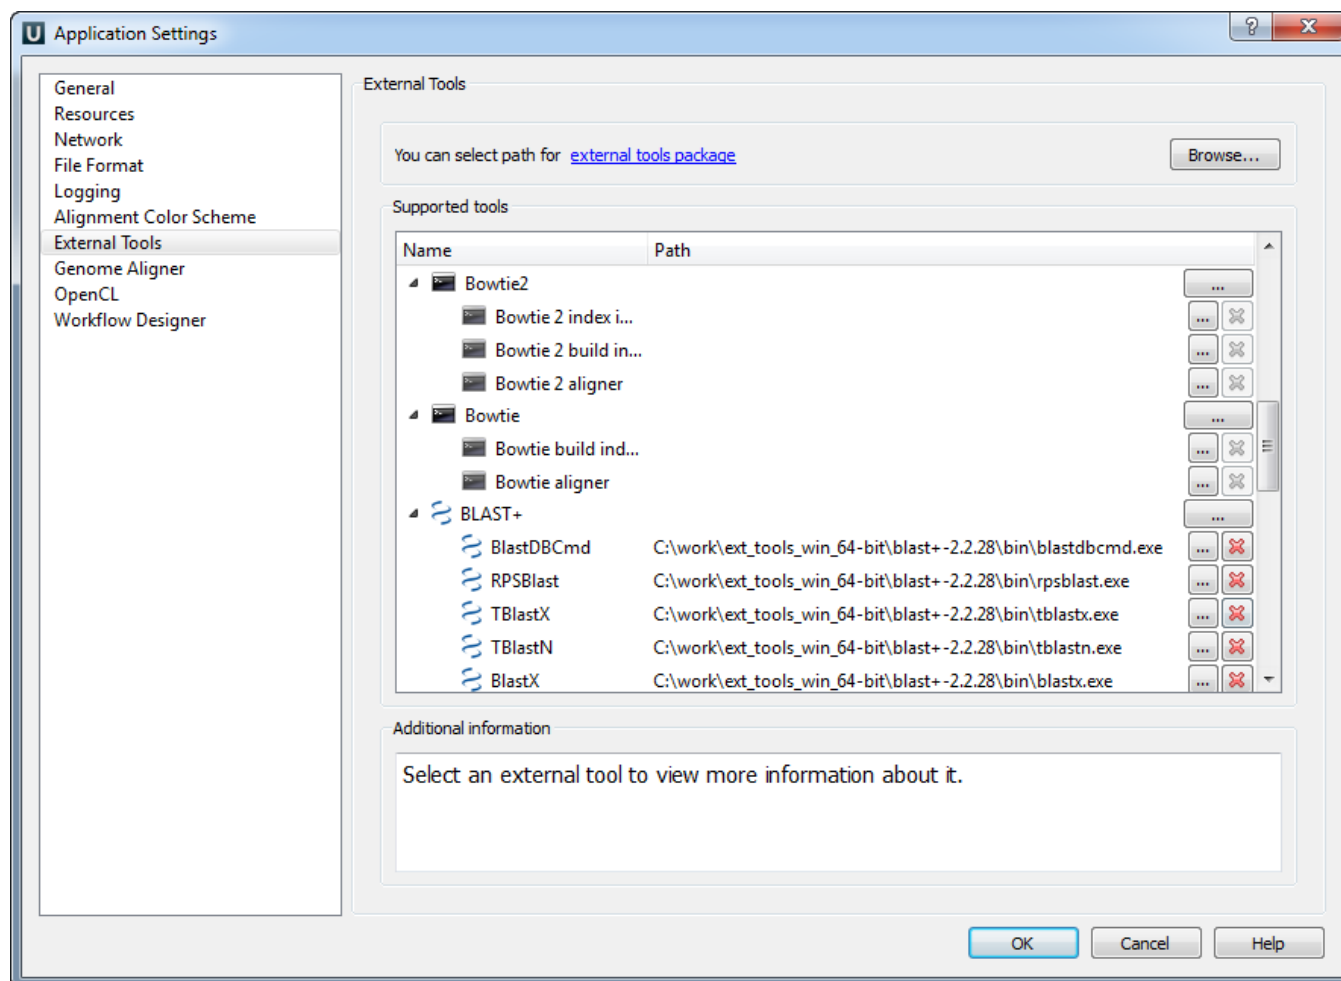 U Application Settings
General
Resources
Network
File Format
Logging
Alignment Color Scheme
External Tools
Genome Aligner
OpenCL
Workflow Designer
External Tools
You can select path for external tools package Browse...
Supported tools
Name Path
Bowtie2 ...
Bowtie 2 index i... ...
Bowtie 2 build in... ...
Bowtie 2 aligner ...
Bowtie ...
Bowtie build ind... ...
Bowtie aligner ...
BLAST+ ...
BlastDBCmd C:\work\ext_tools_win_64-bit\blast+-2.2.28\bin\blastdbcmd.exe ...
RPSBlast C:\work\ext_tools_win_64-bit\blast+-2.2.28\bin\rpsblast.exe ...
TBlastX C:\work\ext_tools_win_64-bit\blast+-2.2.28\bin\tblastx.exe ...
TBlastN C:\work\ext_tools_win_64-bit\blast+-2.2.28\bin\tblastn.exe ...
BlastX C:\work\ext_tools_win_64-bit\blast+-2.2.28\bin\blastx.exe ...
Additional information
Select an external tool to view more information about it.
OK Cancel Help